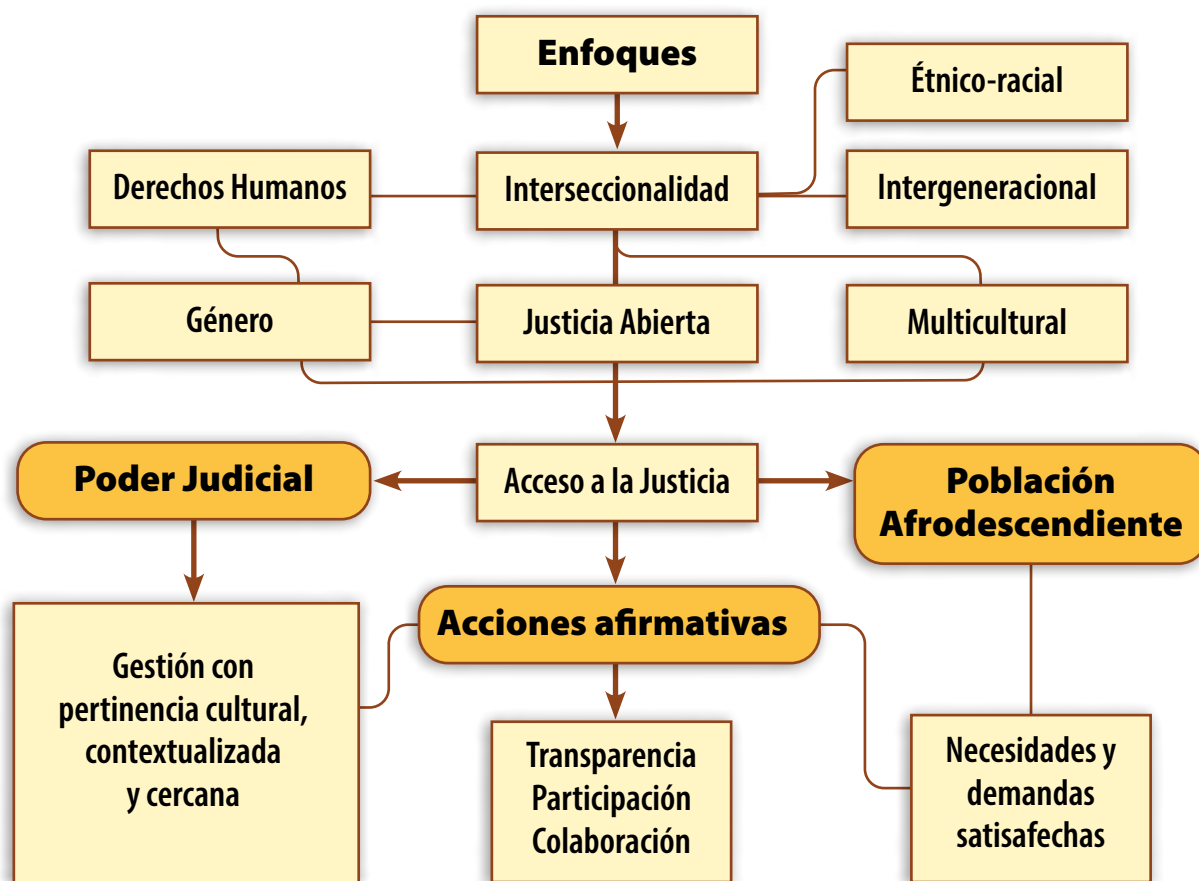 Enfoques
Étnico-racial
Derechos Humanos
Interseccionalidad
Intergeneracional
Género
Justicia Abierta
Multicultural
Poder Judicial
Acceso a la Justicia
Población
Afrodescendiente
Acciones afirmativas
Gestión con
pertinencia cultural,
contextualizada
y cercana
Transparencia
Participación
Colaboración
Necesidades y
demandas
satisafechas